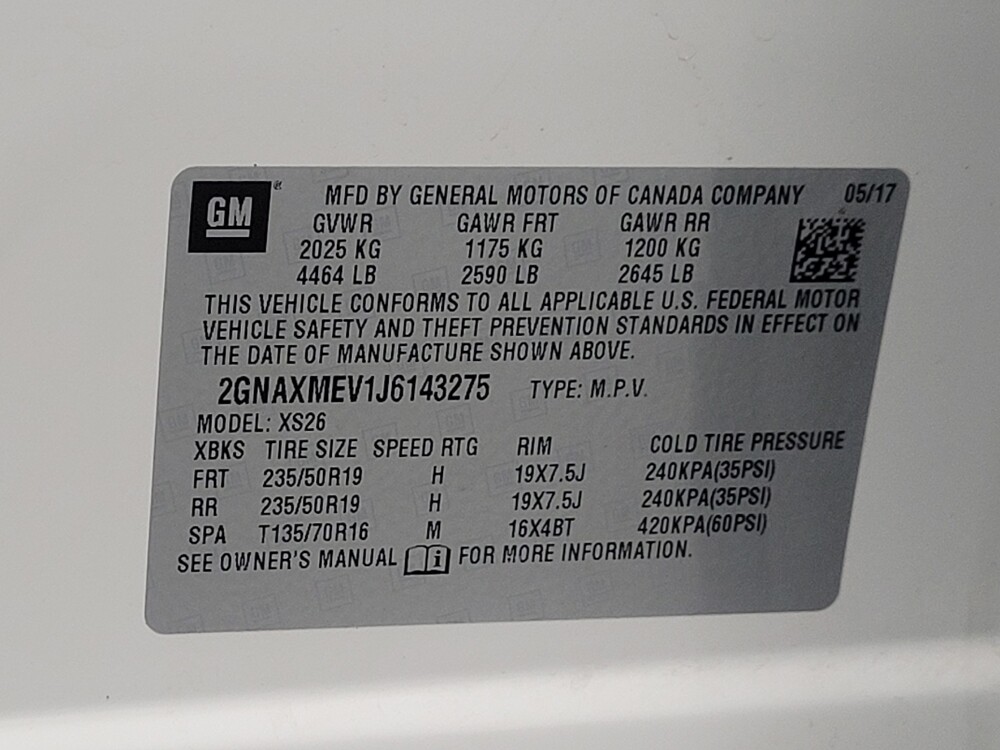 GM
® MFD BY GENERAL MOTORS OF CANADA COMPANY 05/17
GVWR GAWR FRT GAWR RR
2025 KG 1175 KG 1200 KG
4464 LB 2590 LB 2645 LB
THIS VEHICLE CONFORMS TO ALL APPLICABLE U.S. FEDERAL MOTOR
VEHICLE SAFETY AND THEFT PREVENTION STANDARDS IN EFFECT ON
THE DATE OF MANUFACTURE SHOWN ABOVE.
2GNAXMEV1J6143275 TYPE: M.P.V.
MODEL: XS26
XBKS TIRE SIZE SPEED RTG RIM COLD TIRE PRESSURE
FRT 235/50R19 H 19X7.5J 240KPA(35PSI)
RR 235/50R19 H 19X7.5J 240KPA(35PSI)
SPA T135/70R16 M 16X4BT 420KPA(60PSI)
SEE OWNER'S MANUAL i FOR MORE INFORMATION.